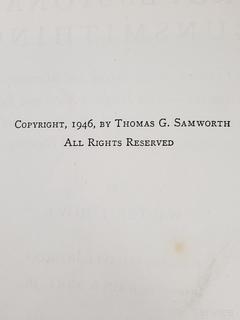 Copyright, 1946, by Thomas G. Samworth
All Rights Reserved